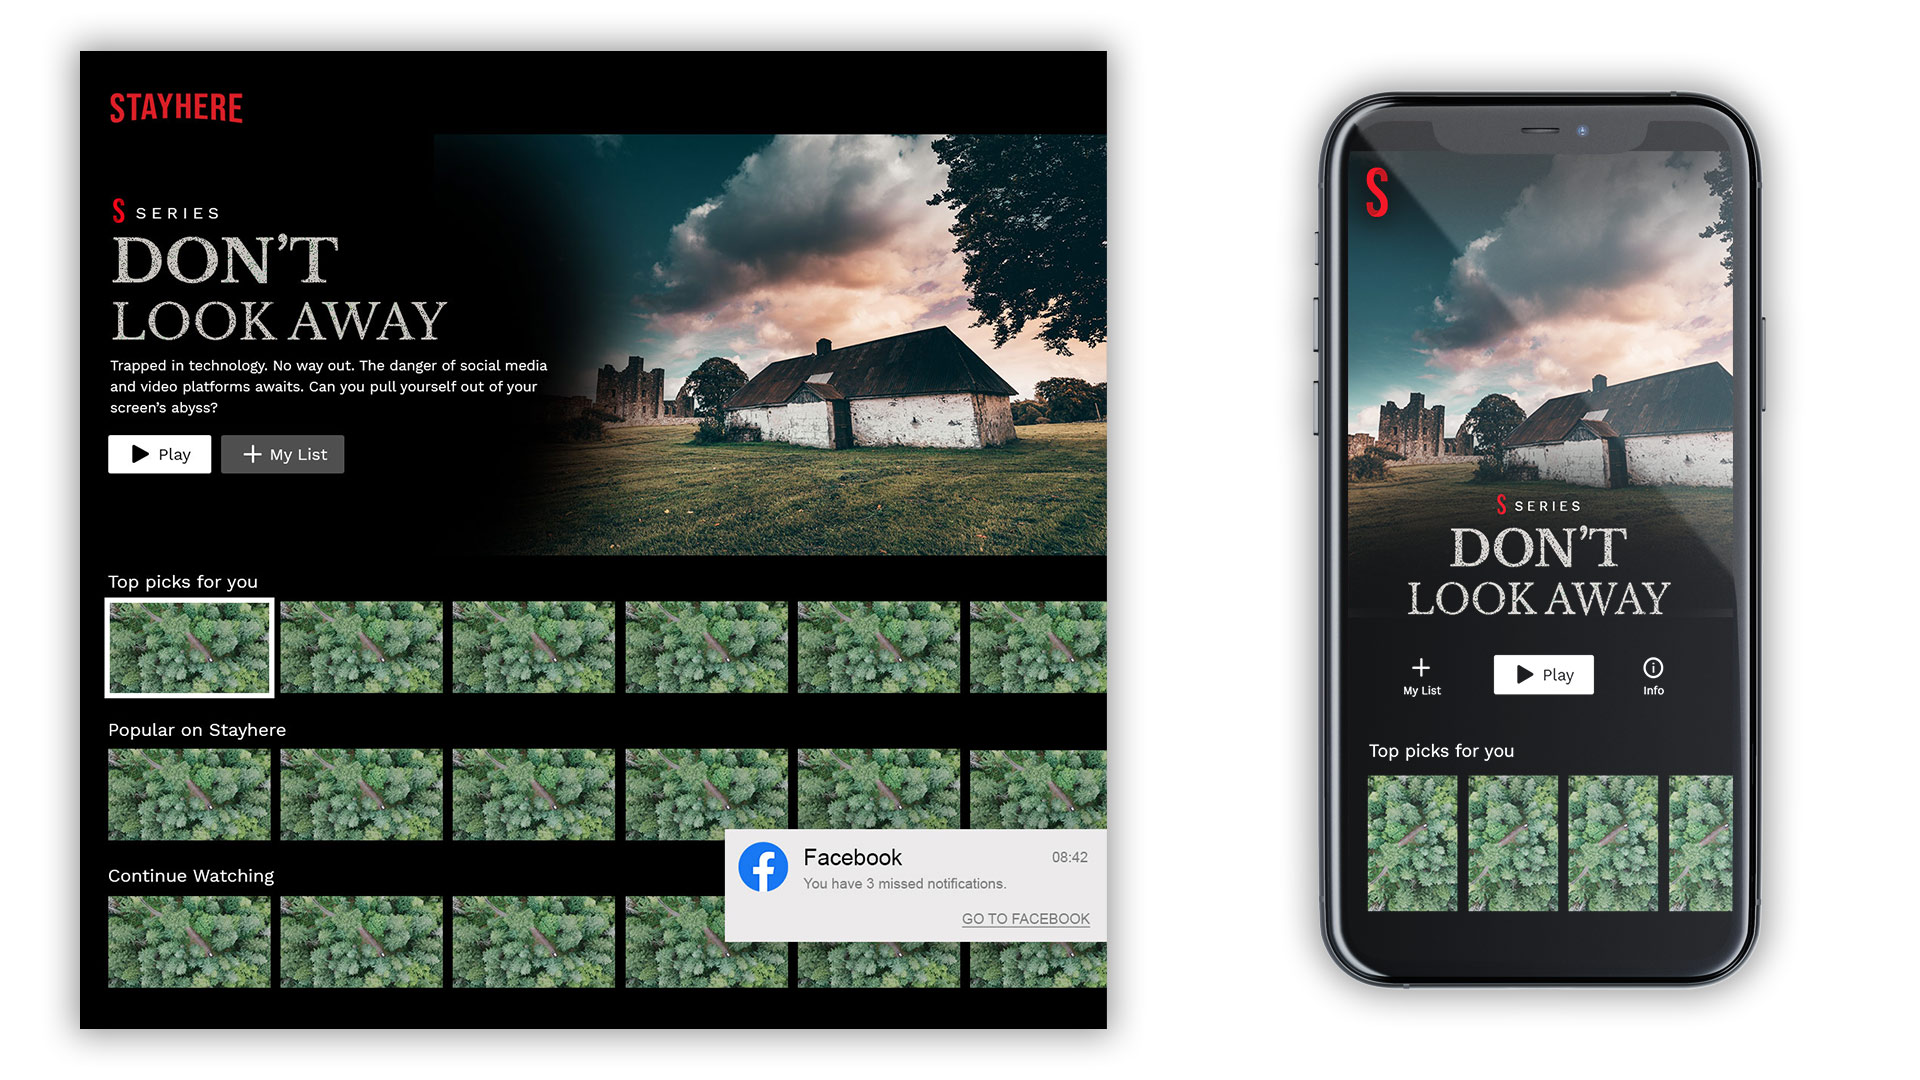 STAYHERE
S SERIES
DON’T
LOOK AWAY
Trapped in technology. No way out. The danger of social media
and video platforms awaits. Can you pull yourself out of your
screen’s abyss?
Play
My List
Top picks for you
Popular on Stayhere
Continue Watching
Facebook
08:42
You have 3 missed notifications.
GO TO FACEBOOK
S
S SERIES
DON’T
LOOK AWAY
My List
Play
Info
Top picks for you